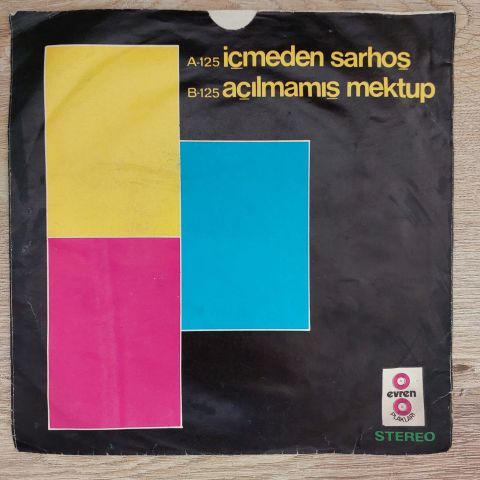 A-125 içmeden sarhoş
B-125 açılmamış mektup
evren
PLAKLARI
STEREO